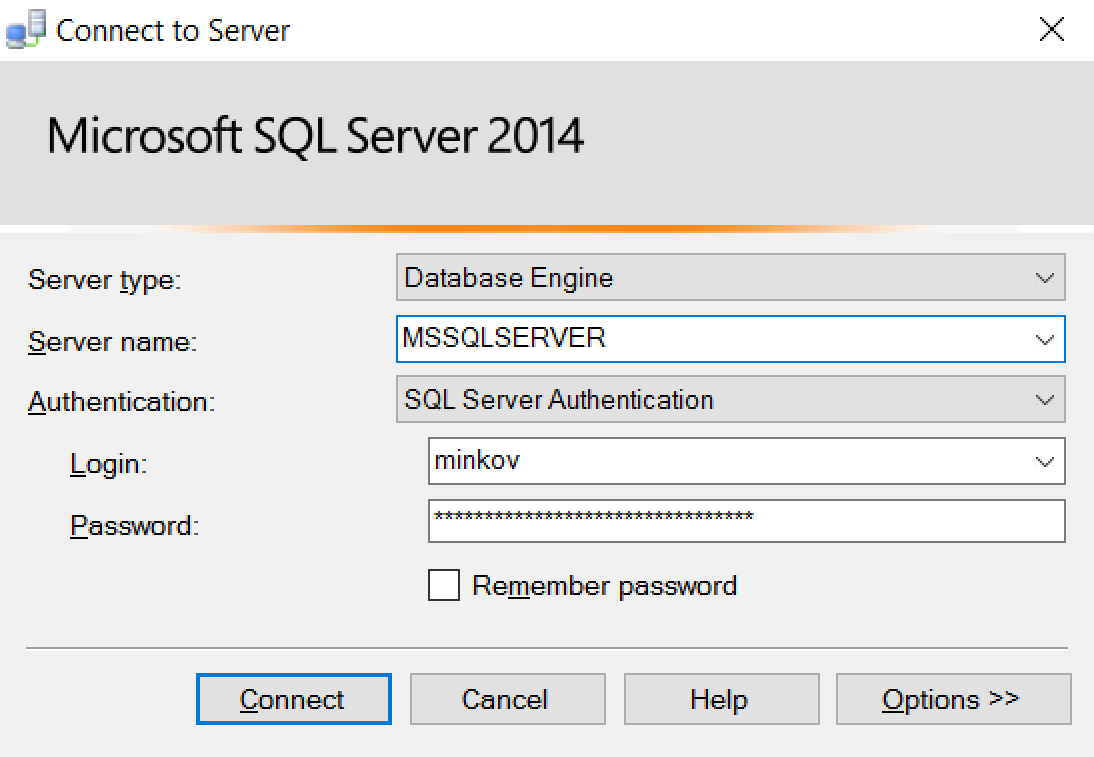 Connect to Server
Microsoft SQL Server 2014
Server type: Database Engine
Server name: MSSQLSERVER
Authentication: SQL Server Authentication
Login: minkov
Password: ********************************
Remember password
Connect Cancel Help Options >>